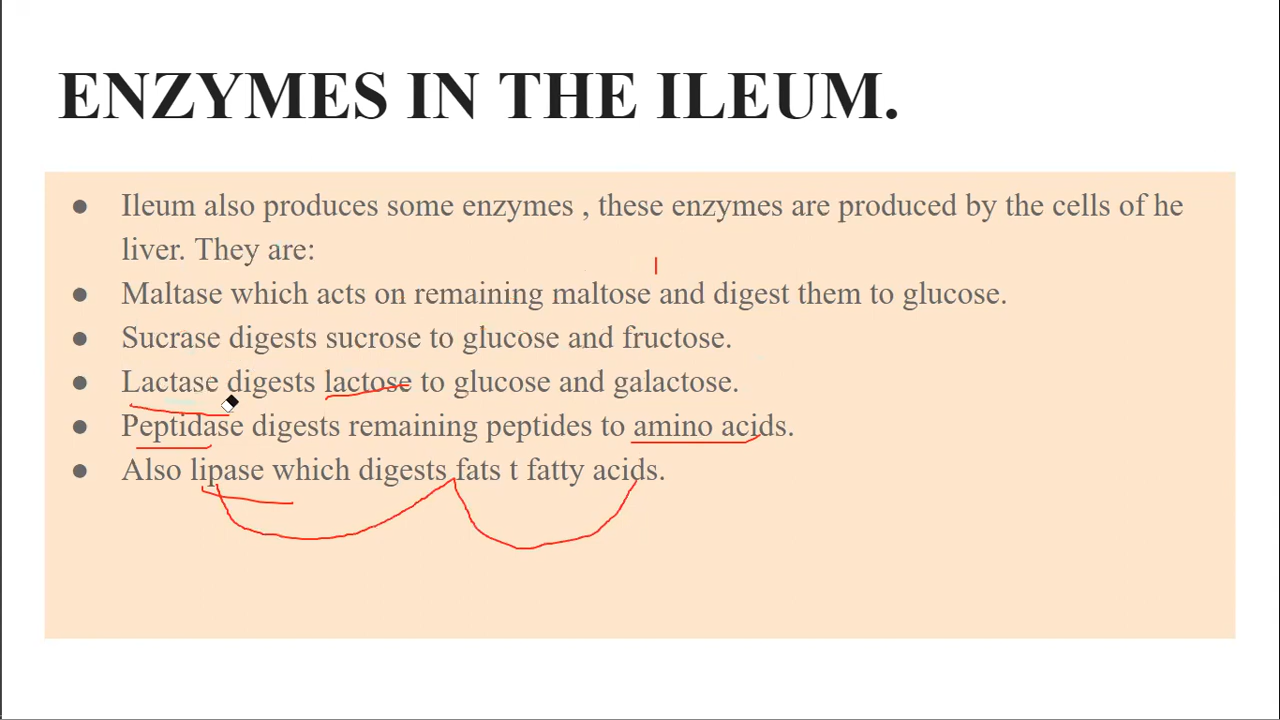 ENZYMES IN THE ILEUM.
● Ileum also produces some enzymes , these enzymes are produced by the cells of he
liver. They are:
● Maltase which acts on remaining maltose and digest them to glucose.
● Sucrase digests sucrose to glucose and fructose.
● Lactase digests lactose to glucose and galactose.
● Peptidase digests remaining peptides to amino acids.
● Also lipase which digests fats t fatty acids.